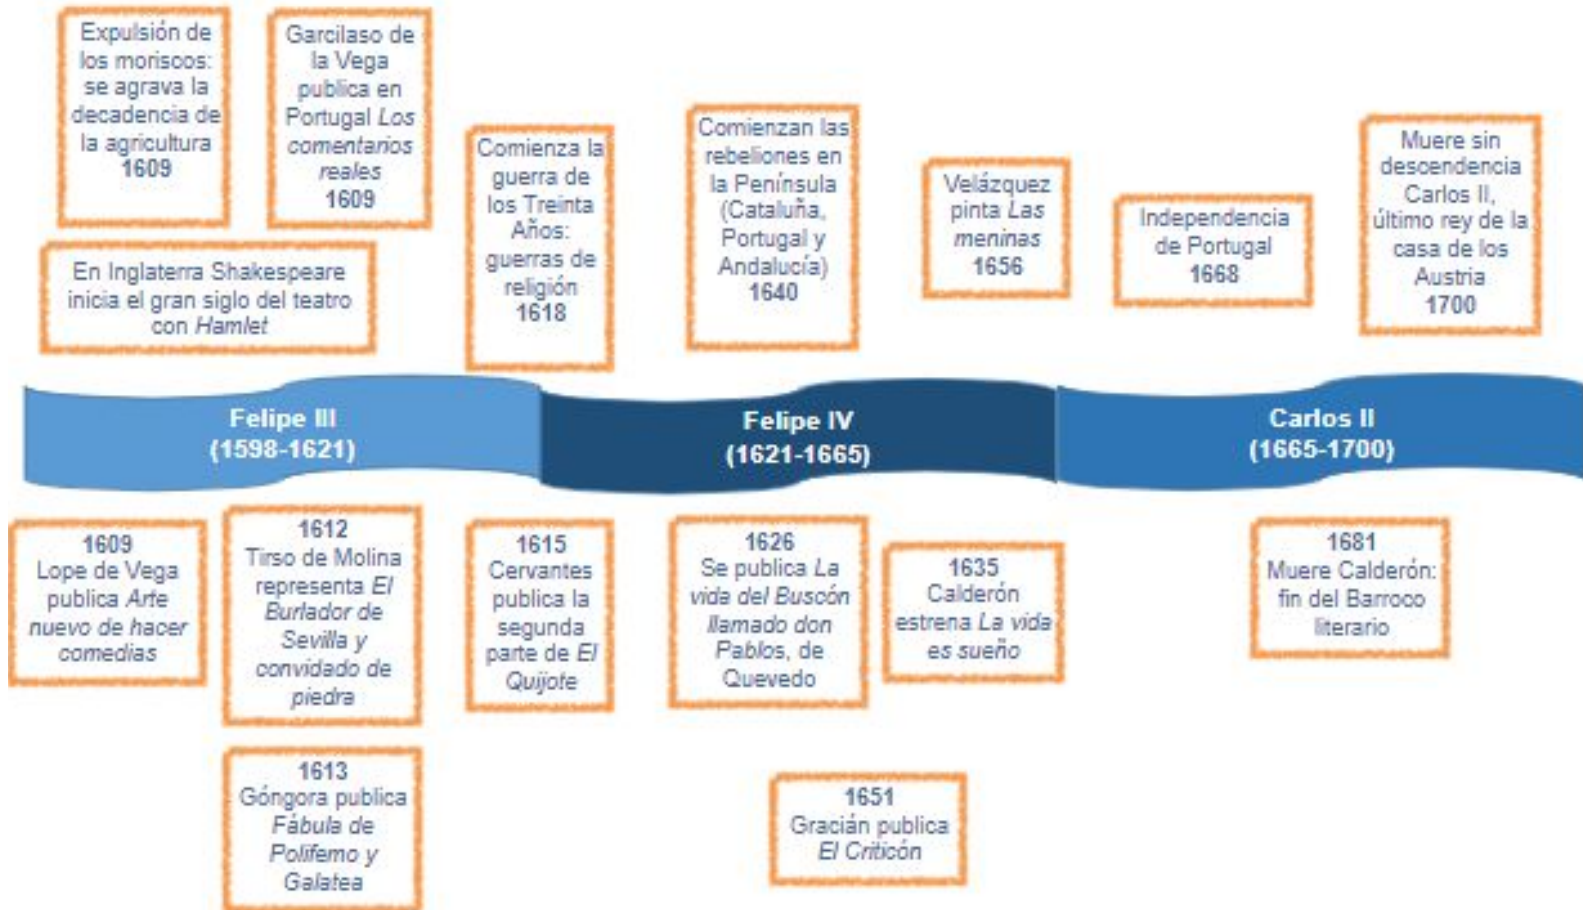 Expulsión de
los moriscos:
se agrava la
decadencia de
la agricultura
1609
Garcilaso de
la Vega
publica en
Portugal Los
comentarios
reales
1609
En Inglaterra Shakespeare
inicia el gran siglo del teatro
con Hamlet
Comienza la
guerra de
los Treinta
Años:
guerras de
religión
1618
Comienzan las
rebeliones en
la Península
(Cataluña,
Portugal y
Andalucía)
1640
Velázquez
pinta Las
meninas
1656
Independencia
de Portugal
1668
Muere sin
descendencia
Carlos II,
último rey de la
casa de los
Austria
1700
Felipe III
(1598-1621)
Felipe IV
(1621-1665)
Carlos II
(1665-1700)
1609
Lope de Vega
publica Arte
nuevo de hacer
comedias
1612
Tirso de Molina
representa El
Burlador de
Sevilla y
convidado de
piedra
1613
Góngora publica
Fábula de
Polifemo y
Galatea
1615
Cervantes
publica la
segunda
parte de El
Quijote
1626
Se publica La
vida del Buscón
llamado don
Pablos, de
Quevedo
1635
Calderón
estrena La vida
es sueño
1651
Gracián publica
El Criticón
1681
Muere Calderón:
fin del Barroco
literario